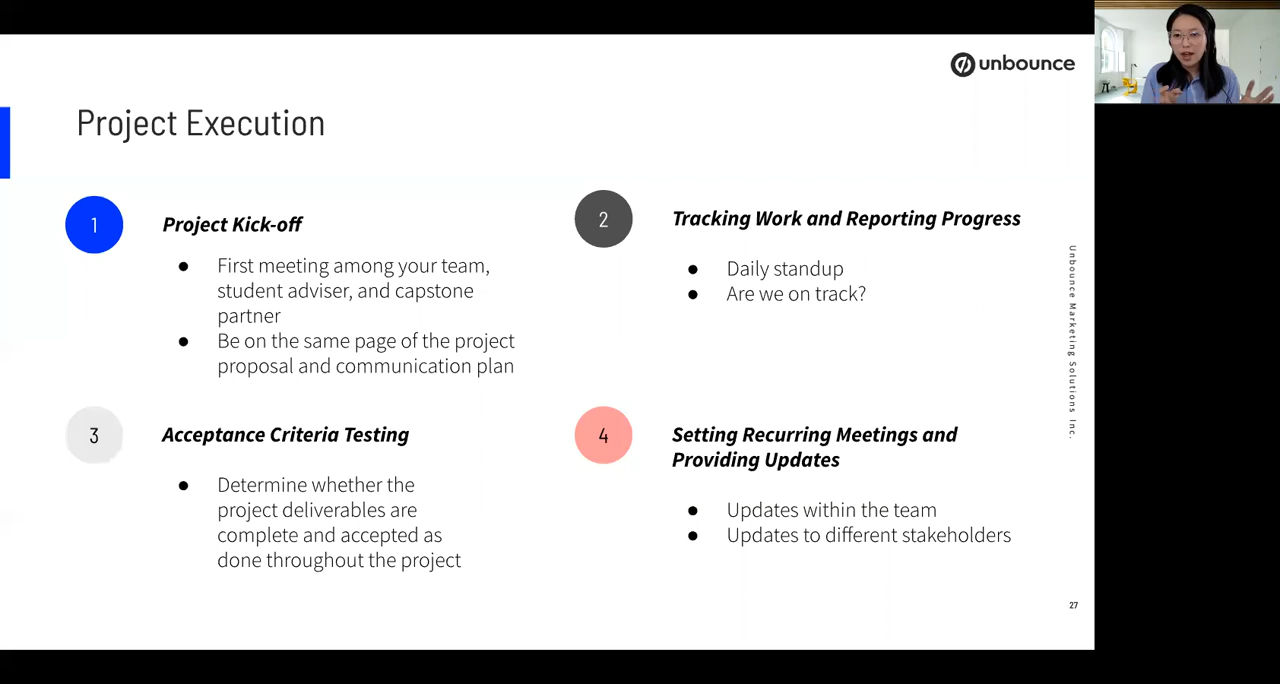 unbounce
Project Execution
1
Project Kick-off
● First meeting among your team,
student adviser, and capstone
partner
● Be on the same page of the project
proposal and communication plan
2
Tracking Work and Reporting Progress
● Daily standup
● Are we on track?
3
Acceptance Criteria Testing
● Determine whether the
project deliverables are
complete and accepted as
done throughout the project
4
Setting Recurring Meetings and
Providing Updates
● Updates within the team
● Updates to different stakeholders
Unbounce Marketing Solutions Inc.
27